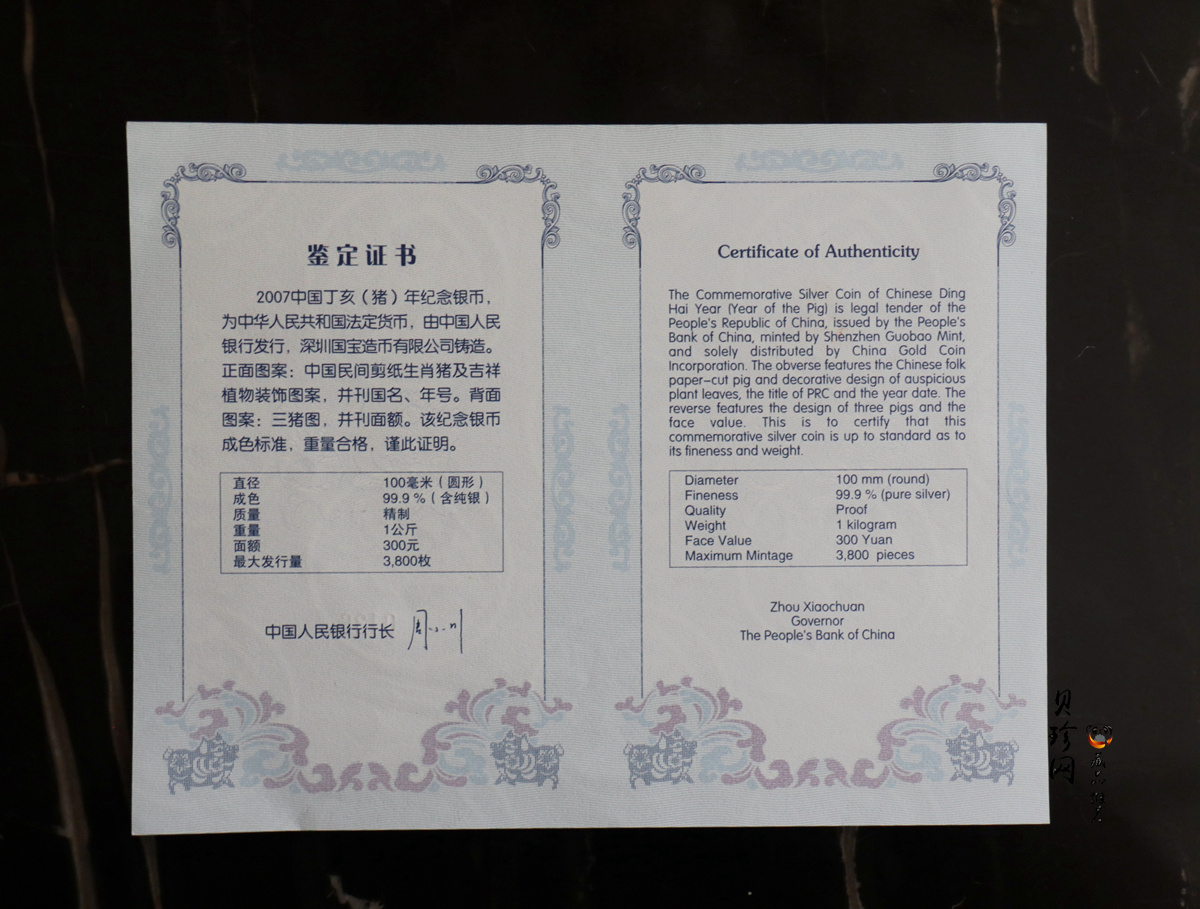 鉴定证书
2007中国丁亥（猪）年纪念银币，
为中华人民共和国法定货币，由中国人民
银行发行，深圳国宝造币有限公司铸造。
正面图案：中国民间剪纸生肖猪及吉祥
植物装饰图案，并刊国名、年号。背面
图案：三猪图，并刊面额。该纪念银币
成色标准，重量合格，谨此证明。
直径 100毫米（圆形）
成色 99.9％（含纯银）
质量 精制
重量 1公斤
面额 300元
最大发行量 3,800枚
中国人民银行行长
Certificate of Authenticity
The Commemorative Silver Coin of Chinese Ding
Hai Year (Year of the Pig) is legal tender of the
People's Republic of China, issued by the People's
Bank of China, minted by Shenzhen Guobao Mint,
and solely distributed by China Gold Coin
Incorporation. The obverse features the Chinese folk
paper-cut pig and decorative design of auspicious
plant leaves, the title of PRC and the year date. The
reverse features the design of three pigs and the
face value. This is to certify that this
commemorative silver coin is up to standard as to
its fineness and weight.
Diameter 100 mm (round)
Fineness 99.9 % (pure silver)
Quality Proof
Weight 1 kilogram
Face Value 300 Yuan
Maximum Mintage 3,800 pieces
Zhou Xiaochuan
Governor
The People's Bank of China
贝珍网